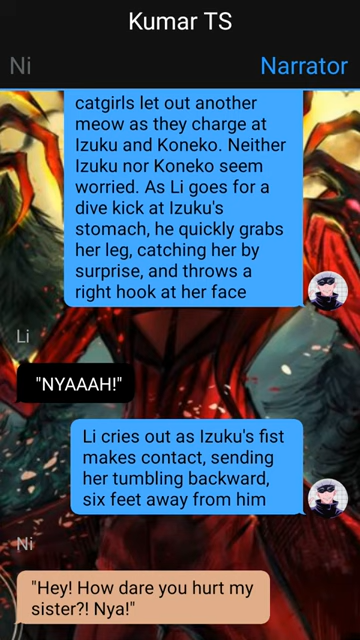 Kumar TS
Ni
Narrator
catgirls let out another
meow as they charge at
Izuku and Koneko. Neither
Izuku nor Koneko seem
worried. As Li goes for a
dive kick at Izuku's
stomach, he quickly grabs
her leg, catching her by
surprise, and throws a
right hook at her face
Li
"NYAAAH!"
Li cries out as Izuku's fist
makes contact, sending
her tumbling backward,
six feet away from him
Ni
"Hey! How dare you hurt my
sister?! Nya!"